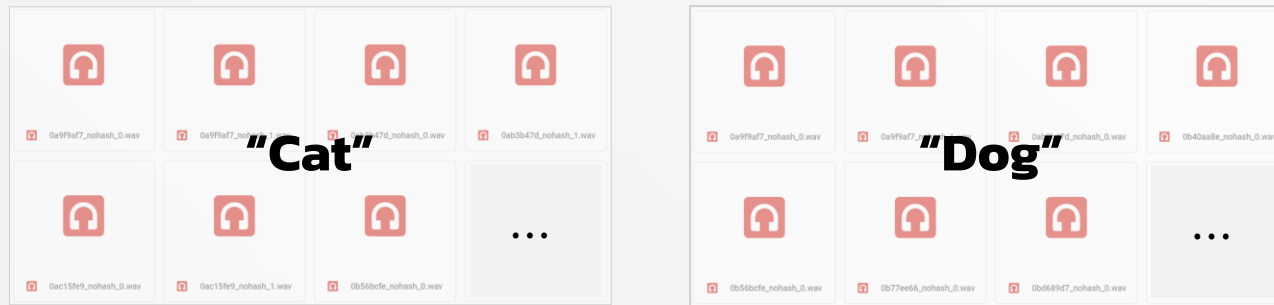 0a9f9af7_nohash_0.wav
0a9f9af7_nohash_1.wav
0ab3b47d_nohash_0.wav
0ab3b47d_nohash_1.wav
“Cat”
0ac15fe9_nohash_0.wav
0ac15fe9_nohash_1.wav
0b56bcfe_nohash_0.wav
...
0a9f9af7_nohash_0.wav
0b40aa8e_nohash_0.wav
“Dog”
0b56bcfe_nohash_0.wav
0b77ee66_nohash_0.wav
0bd689d7_nohash_0.wav
...